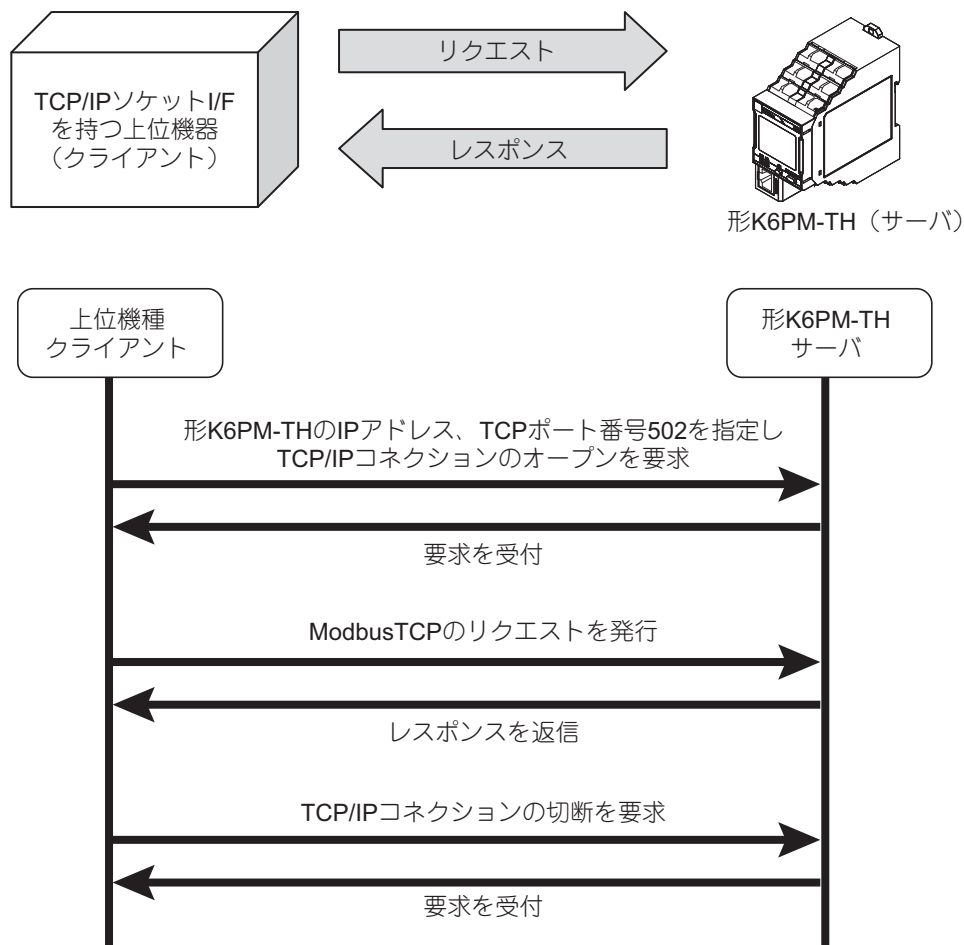 リクエスト
TCP/IPソケットI/F
を持つ上位機器
（クライアント）
レスポンス
形K6PM-TH（サーバ）
上位機種
クライアント
形K6PM-TH
サーバ
形K6PM-THのIPアドレス、TCPポート番号502を指定し
TCP/IPコネクションのオープンを要求
要求を受付
ModbusTCPのリクエストを発行
レスポンスを返信
TCP/IPコネクションの切断を要求
要求を受付